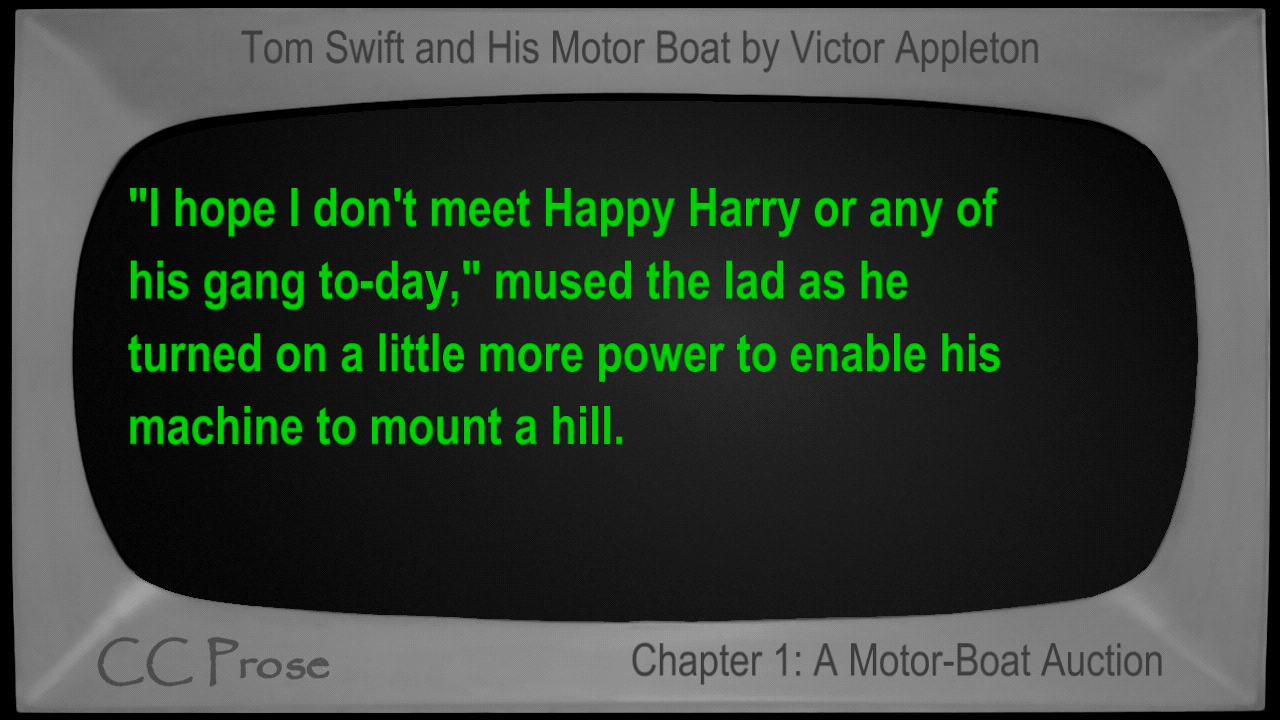 Tom Swift and His Motor Boat by Victor Appleton
"I hope I don't meet Happy Harry or any of
his gang to-day," mused the lad as he
turned on a little more power to enable his
machine to mount a hill.
CC Prose
Chapter 1: A Motor-Boat Auction